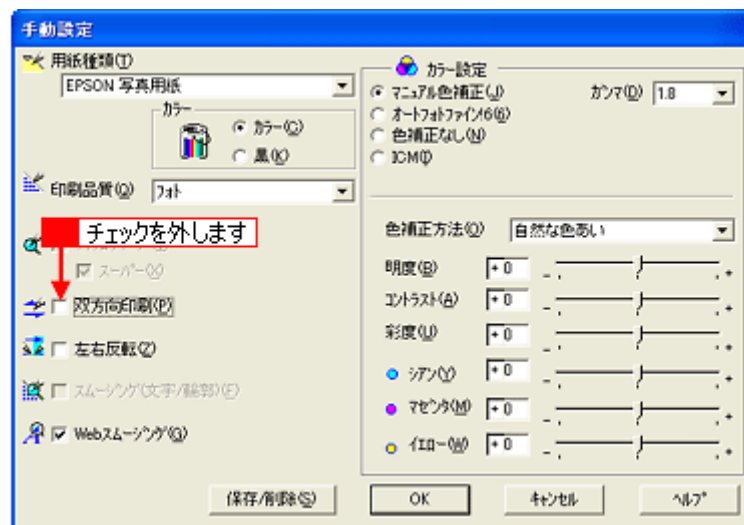 手動設定
用紙種類(T)
EPSON 写真用紙
カラー
カラー(C)
黒(K)
印刷品質(Q)
フォト
チェックを外します
スーパー(X)
双方向印刷(P)
左右反転(Z)
スムージング(文字/輪郭)(F)
Webスムージング(G)
保存/削除(S)
カラー設定
マニュアル色補正(J)
ガンマ(D)
1.8
オートフォトファイン!6(6)
色補正なし(N)
ICM(I)
色補正方法(O)
自然な色あい
明度(B)
+0
- +
コントラスト(A)
+0
- +
彩度(U)
+0
- +
シアン(Y)
+0
- +
マゼンタ(M)
+0
- +
イエロー(W)
+0
- +
OK
キャンセル
ヘルプ